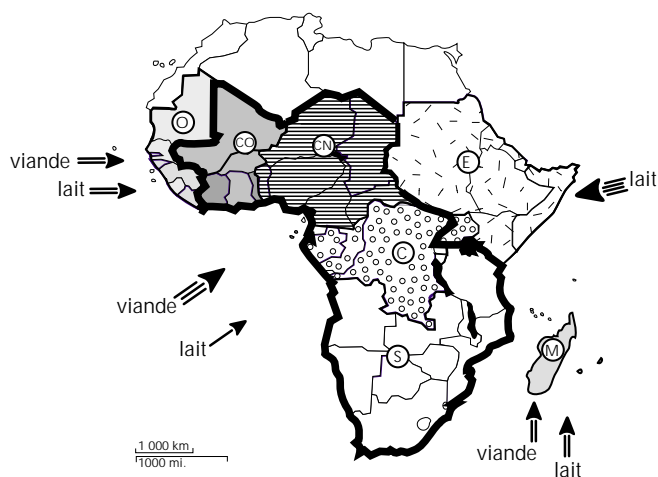 O
CO
CN
E
viande
lait
lait
C
viande
lait
S
M
1 000 km
1000 mi.
viande
lait